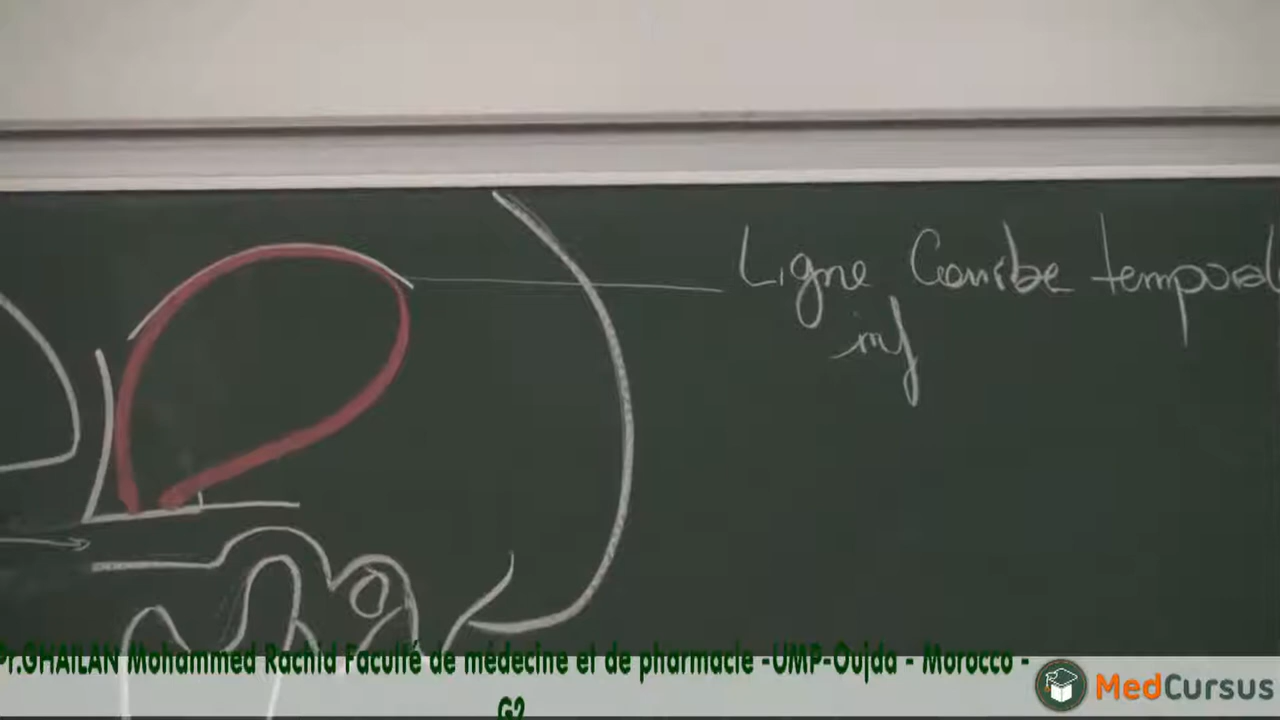 Ligne Courbe temporal
inf
Pr.GHAILAN Mohammed Rachid Faculté de médecine et de pharmacie -UMP-Oujda - Morocco -
G2
MedCursus